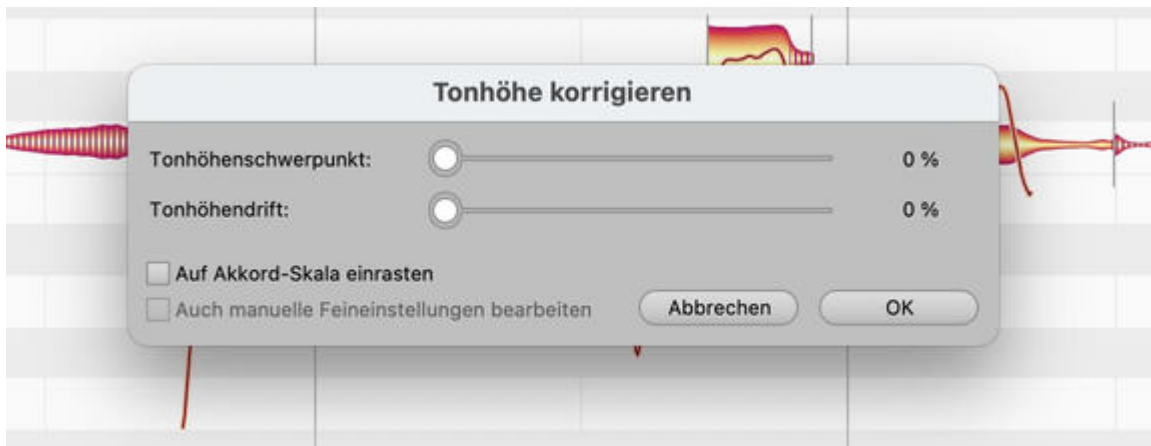 Tonhöhe korrigieren
Tonhöhenschwerpunkt: 0 %
Tonhöhendrift: 0 %
Auf Akkord-Skala einrasten
Auch manuelle Feineinstellungen bearbeiten
Abbrechen OK